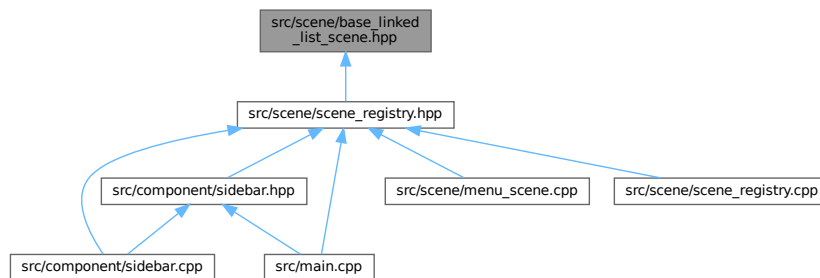 src/scene/base_linked
_list_scene.hpp
src/scene/scene_registry.hpp
src/component/sidebar.hpp
src/scene/menu_scene.cpp
src/scene/scene_registry.cpp
src/component/sidebar.cpp
src/main.cpp